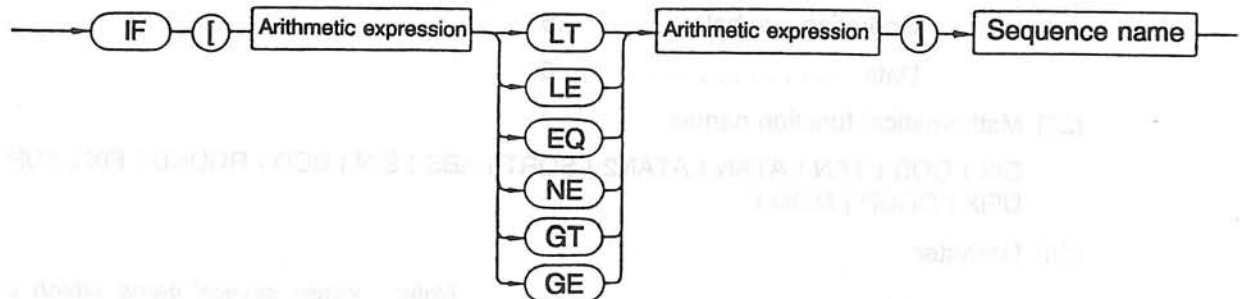 IF [ Arithmetic expression LT Arithmetic expression ] Sequence name
LE
EQ
NE
GT
GE